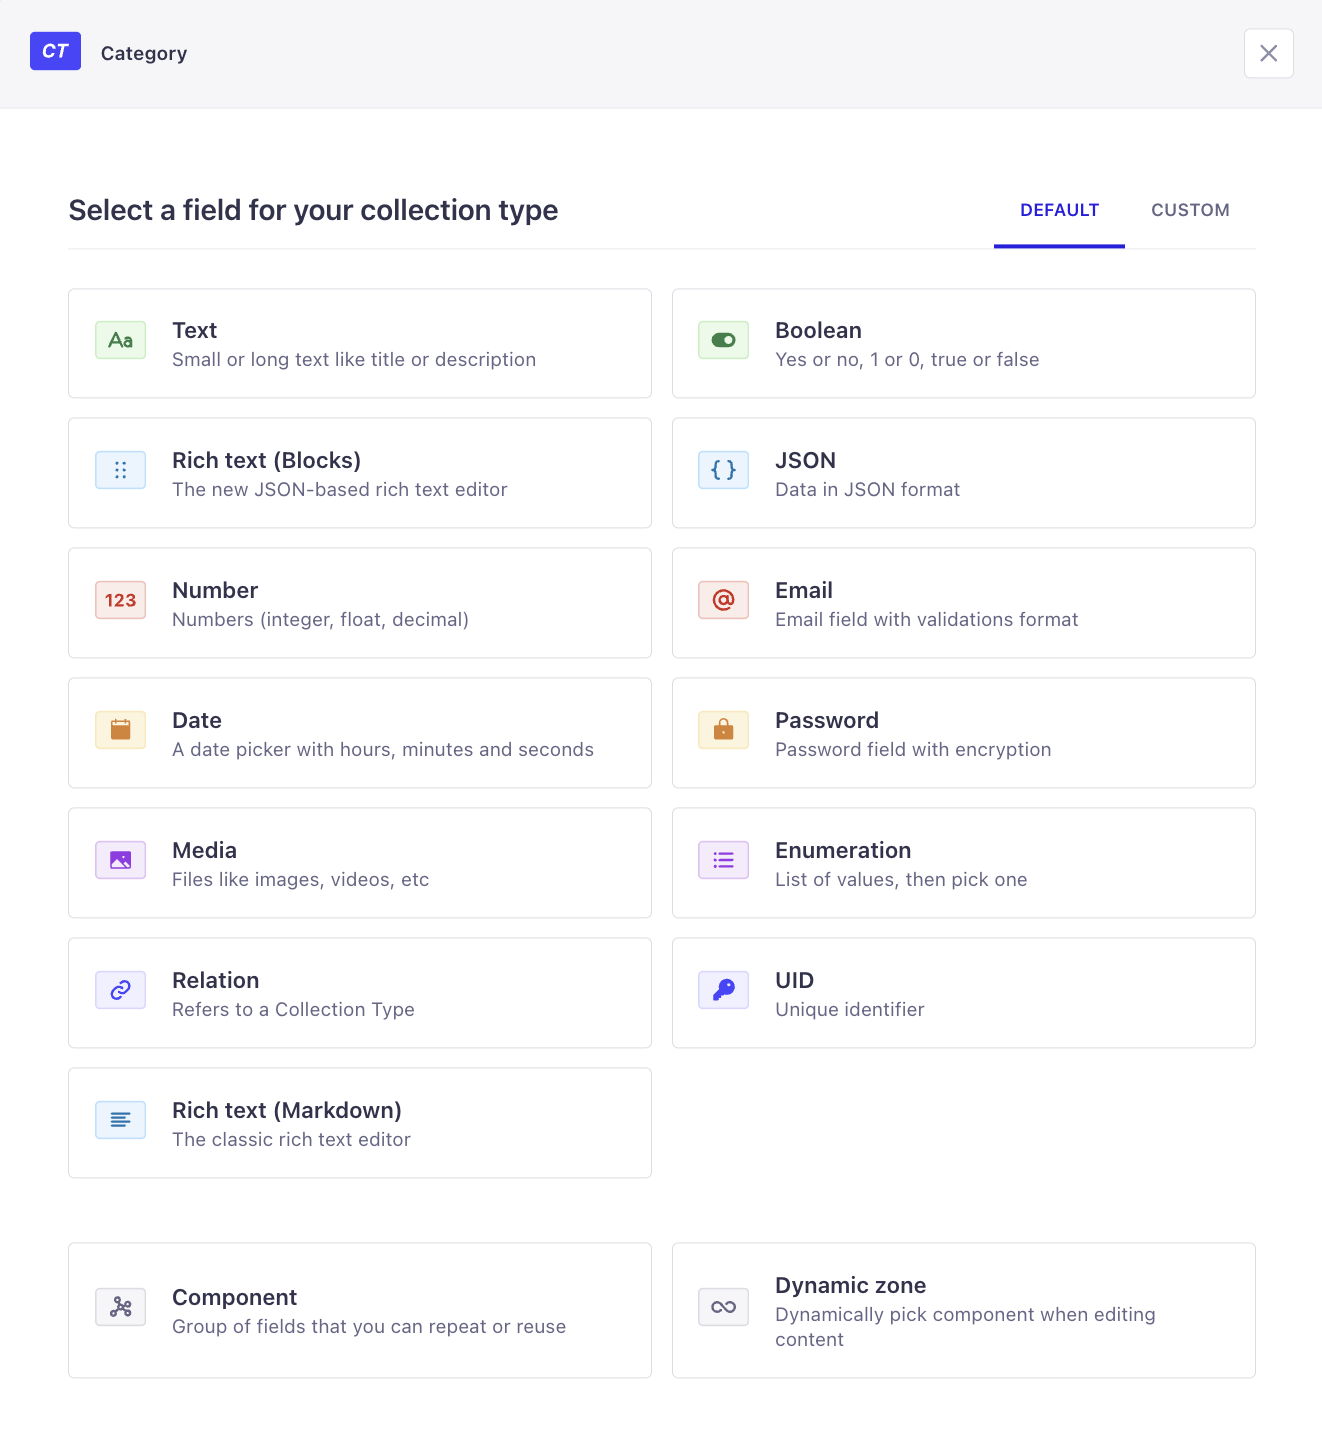 CT Category
Select a field for your collection type
DEFAULT CUSTOM
Aa Text
Small or long text like title or description
Boolean
Yes or no, 1 or 0, true or false
Rich text (Blocks)
The new JSON-based rich text editor
{ } JSON
Data in JSON format
123 Number
Numbers (integer, float, decimal)
@ Email
Email field with validations format
Date
A date picker with hours, minutes and seconds
Password
Password field with encryption
Media
Files like images, videos, etc
Enumeration
List of values, then pick one
Relation
Refers to a Collection Type
UID
Unique identifier
Rich text (Markdown)
The classic rich text editor
Component
Group of fields that you can repeat or reuse
Dynamic zone
Dynamically pick component when editing
content